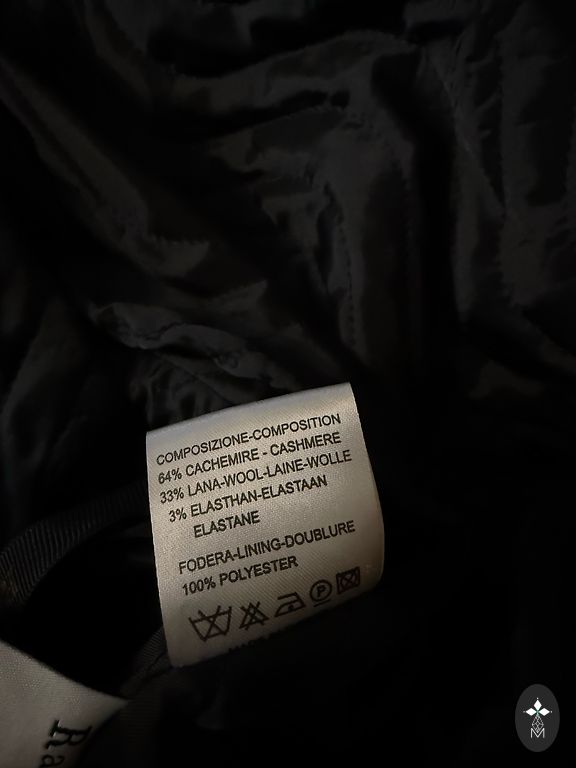 COMPOSIZIONE-COMPOSITION
64% CACHEMIRE - CASHMERE
33% LANA-WOOL-LAINE-WOLLE
3% ELASTHAN-ELASTAAN
ELASTANE
FODERA-LINING-DOUBLURE
100% POLYESTER
P
Ra
M